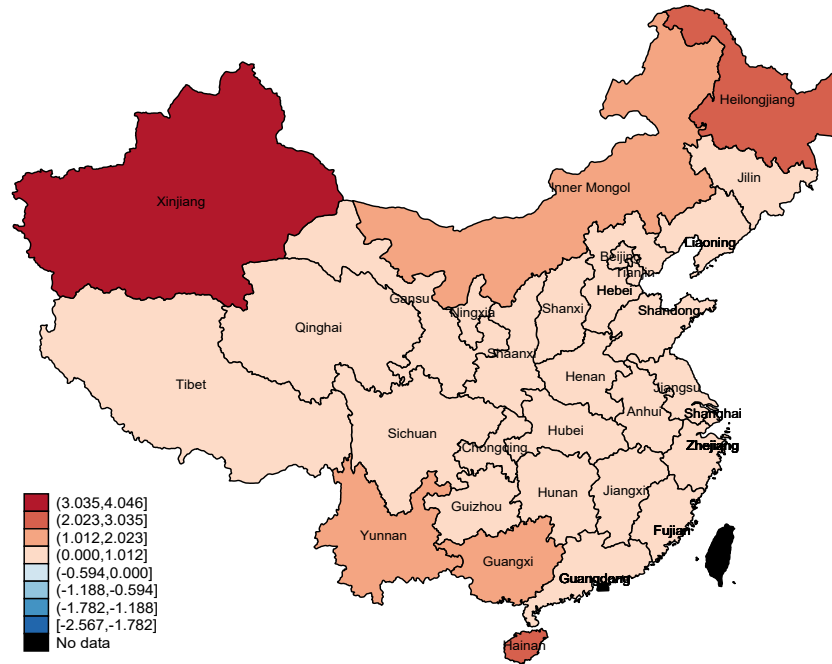 Heilongjiang
Jilin
Xinjiang
Inner Mongol
Liaoning
Beijing
Tianjin
Hebei
Gansu
Ningxia
Shanxi
Shandong
Qinghai
Shaanxi
Tibet
Henan
Jiangsu
Anhui
Shanghai
Sichuan
Hubei
Chongqing
Zhejiang
Guizhou
Hunan
Jiangxi
Yunnan
Fujian
Guangxi
Guangdong
Hainan
(3.035,4.046]
(2.023,3.035]
(1.012,2.023]
(0.000,1.012]
(-0.594,0.000]
(-1.188,-0.594]
(-1.782,-1.188]
[-2.567,-1.782]
No data